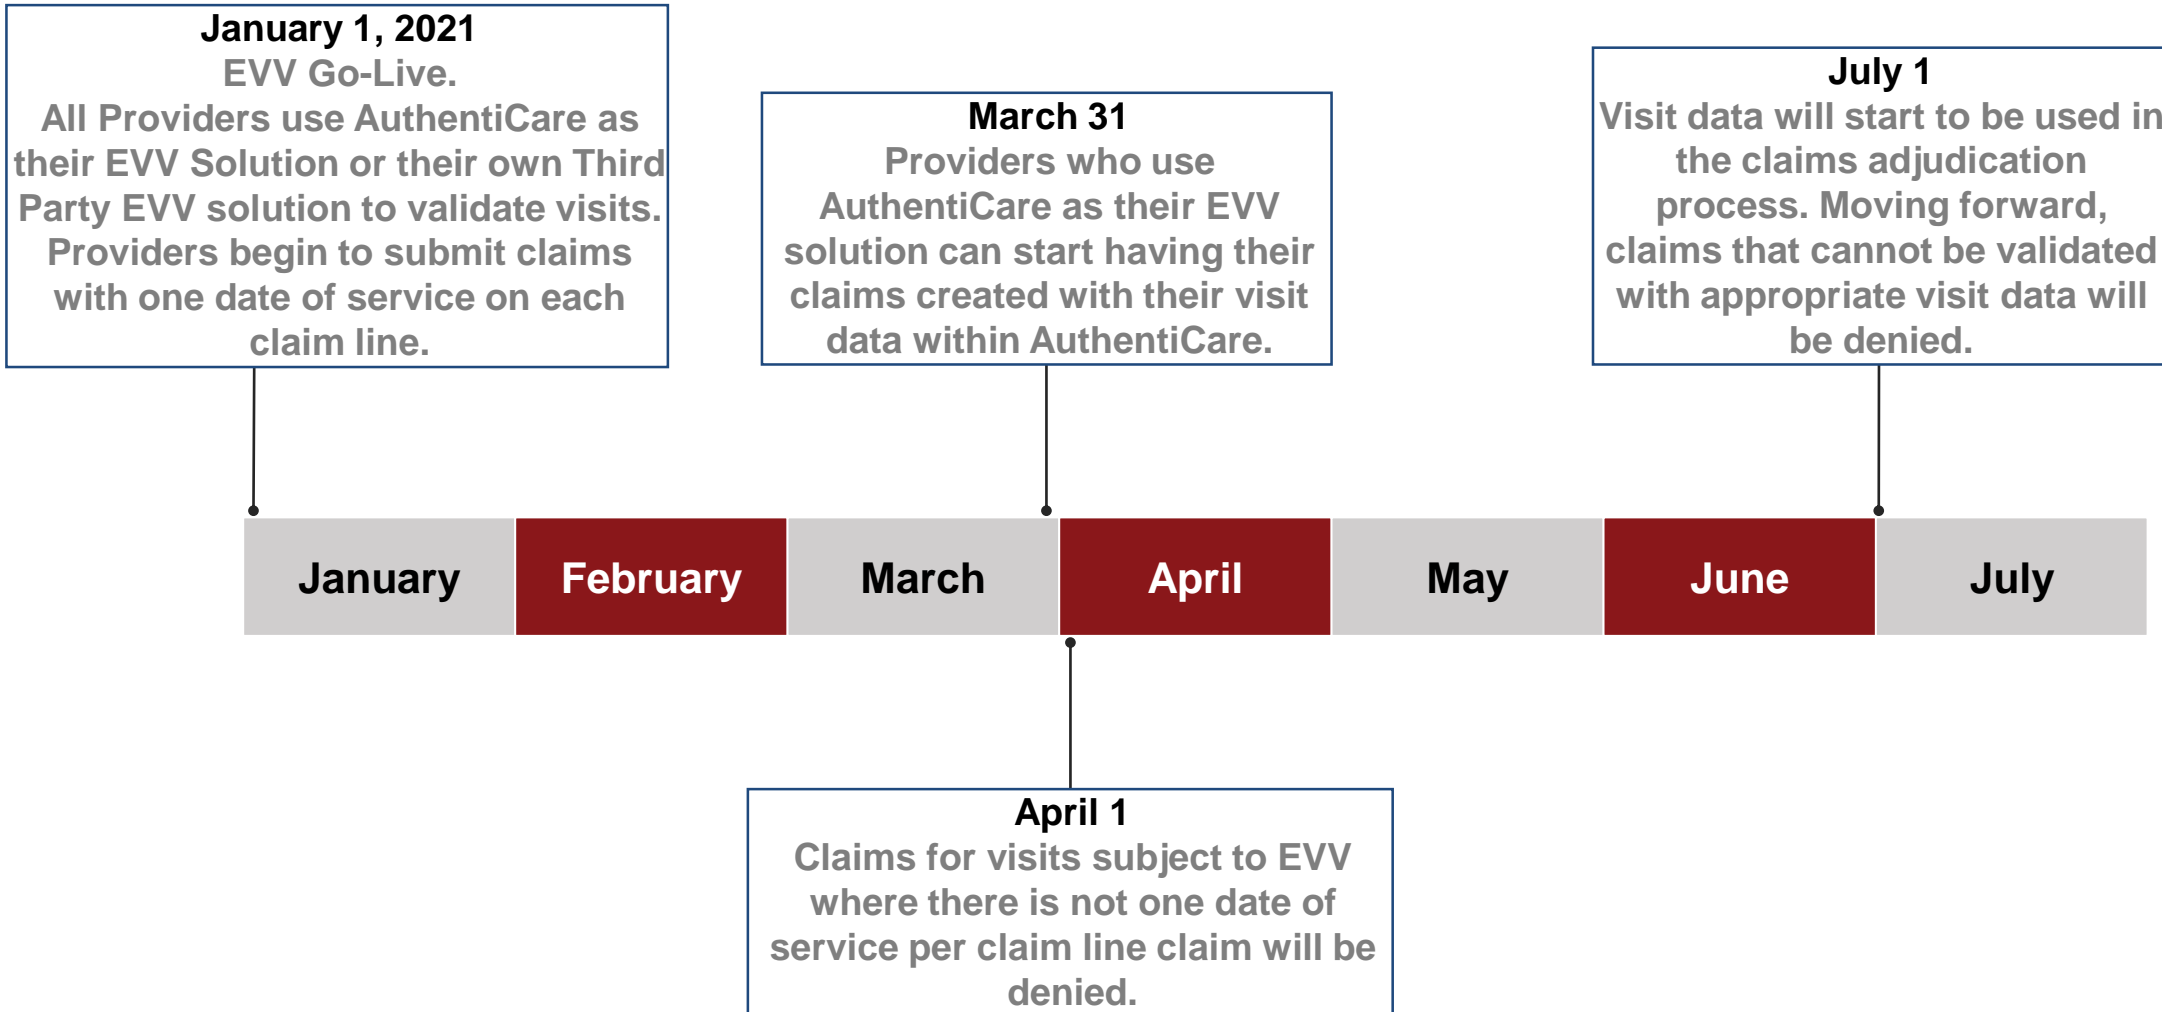 January 1, 2021
EVV Go-Live.
All Providers use AuthentiCare as
their EVV Solution or their own Third
Party EVV solution to validate visits.
Providers begin to submit claims
with one date of service on each
claim line.
March 31
Providers who use
AuthentiCare as their EVV
solution can start having their
claims created with their visit
data within AuthentiCare.
July 1
Visit data will start to be used in
the claims adjudication
process. Moving forward,
claims that cannot be validated
with appropriate visit data will
be denied.
January
February
March
April
May
June
July
April 1
Claims for visits subject to EVV
where there is not one date of
service per claim line claim will be
denied.